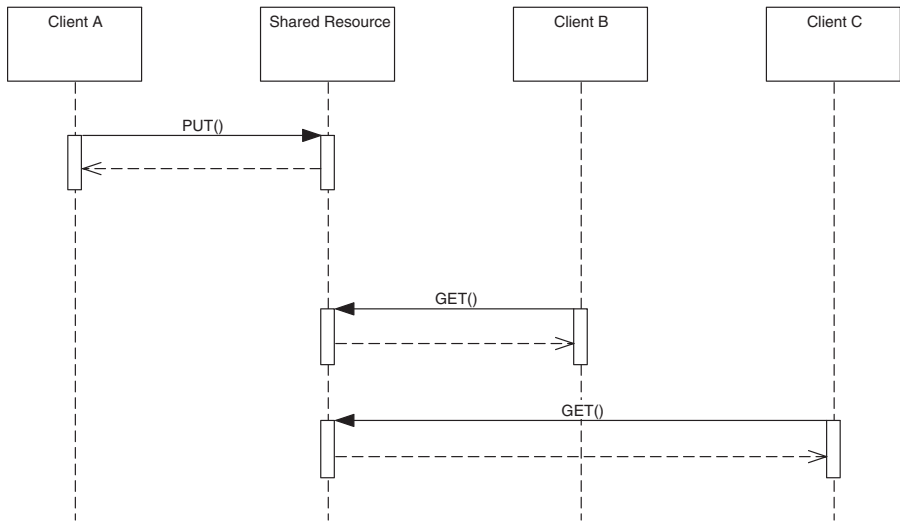 Client A
Shared Resource
Client B
Client C
PUT()
GET()
GET()